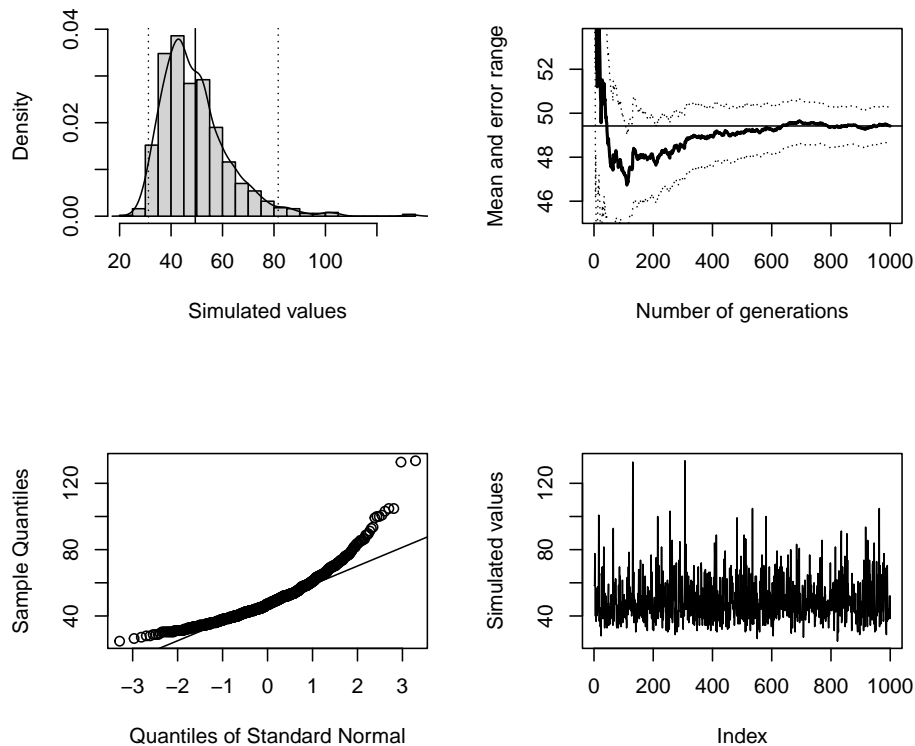 Density
0.00 0.02 0.04
20 40 60 80 100
Simulated values
Mean and error range
46 48 50 52
0 200 400 600 800 1000
Number of generations
Sample Quantiles
40 80 120
−3 −2 −1 0 1 2 3
Quantiles of Standard Normal
Simulated values
40 80 120
0 200 400 600 800 1000
Index